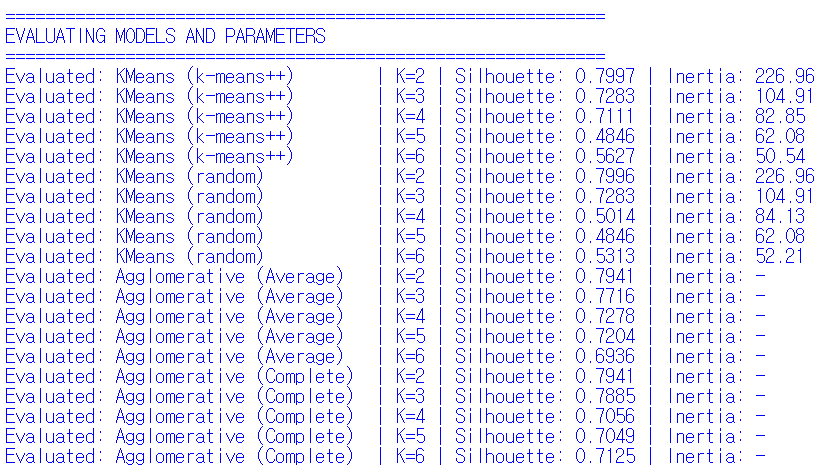 ============================================================
EVALUATING MODELS AND PARAMETERS
============================================================
Evaluated: KMeans (k-means++)        | K=2 | Silhouette: 0.7997 | Inertia: 226.96
Evaluated: KMeans (k-means++)        | K=3 | Silhouette: 0.7283 | Inertia: 104.91
Evaluated: KMeans (k-means++)        | K=4 | Silhouette: 0.7111 | Inertia: 82.85
Evaluated: KMeans (k-means++)        | K=5 | Silhouette: 0.4846 | Inertia: 62.08
Evaluated: KMeans (k-means++)        | K=6 | Silhouette: 0.5627 | Inertia: 50.54
Evaluated: KMeans (random)           | K=2 | Silhouette: 0.7996 | Inertia: 226.96
Evaluated: KMeans (random)           | K=3 | Silhouette: 0.7283 | Inertia: 104.91
Evaluated: KMeans (random)           | K=4 | Silhouette: 0.5014 | Inertia: 84.13
Evaluated: KMeans (random)           | K=5 | Silhouette: 0.4846 | Inertia: 62.08
Evaluated: KMeans (random)           | K=6 | Silhouette: 0.5313 | Inertia: 52.21
Evaluated: Agglomerative (Average)   | K=2 | Silhouette: 0.7941 | Inertia: -
Evaluated: Agglomerative (Average)   | K=3 | Silhouette: 0.7716 | Inertia: -
Evaluated: Agglomerative (Average)   | K=4 | Silhouette: 0.7278 | Inertia: -
Evaluated: Agglomerative (Average)   | K=5 | Silhouette: 0.7204 | Inertia: -
Evaluated: Agglomerative (Average)   | K=6 | Silhouette: 0.6936 | Inertia: -
Evaluated: Agglomerative (Complete)  | K=2 | Silhouette: 0.7941 | Inertia: -
Evaluated: Agglomerative (Complete)  | K=3 | Silhouette: 0.7885 | Inertia: -
Evaluated: Agglomerative (Complete)  | K=4 | Silhouette: 0.7056 | Inertia: -
Evaluated: Agglomerative (Complete)  | K=5 | Silhouette: 0.7049 | Inertia: -
Evaluated: Agglomerative (Complete)  | K=6 | Silhouette: 0.7125 | Inertia: -